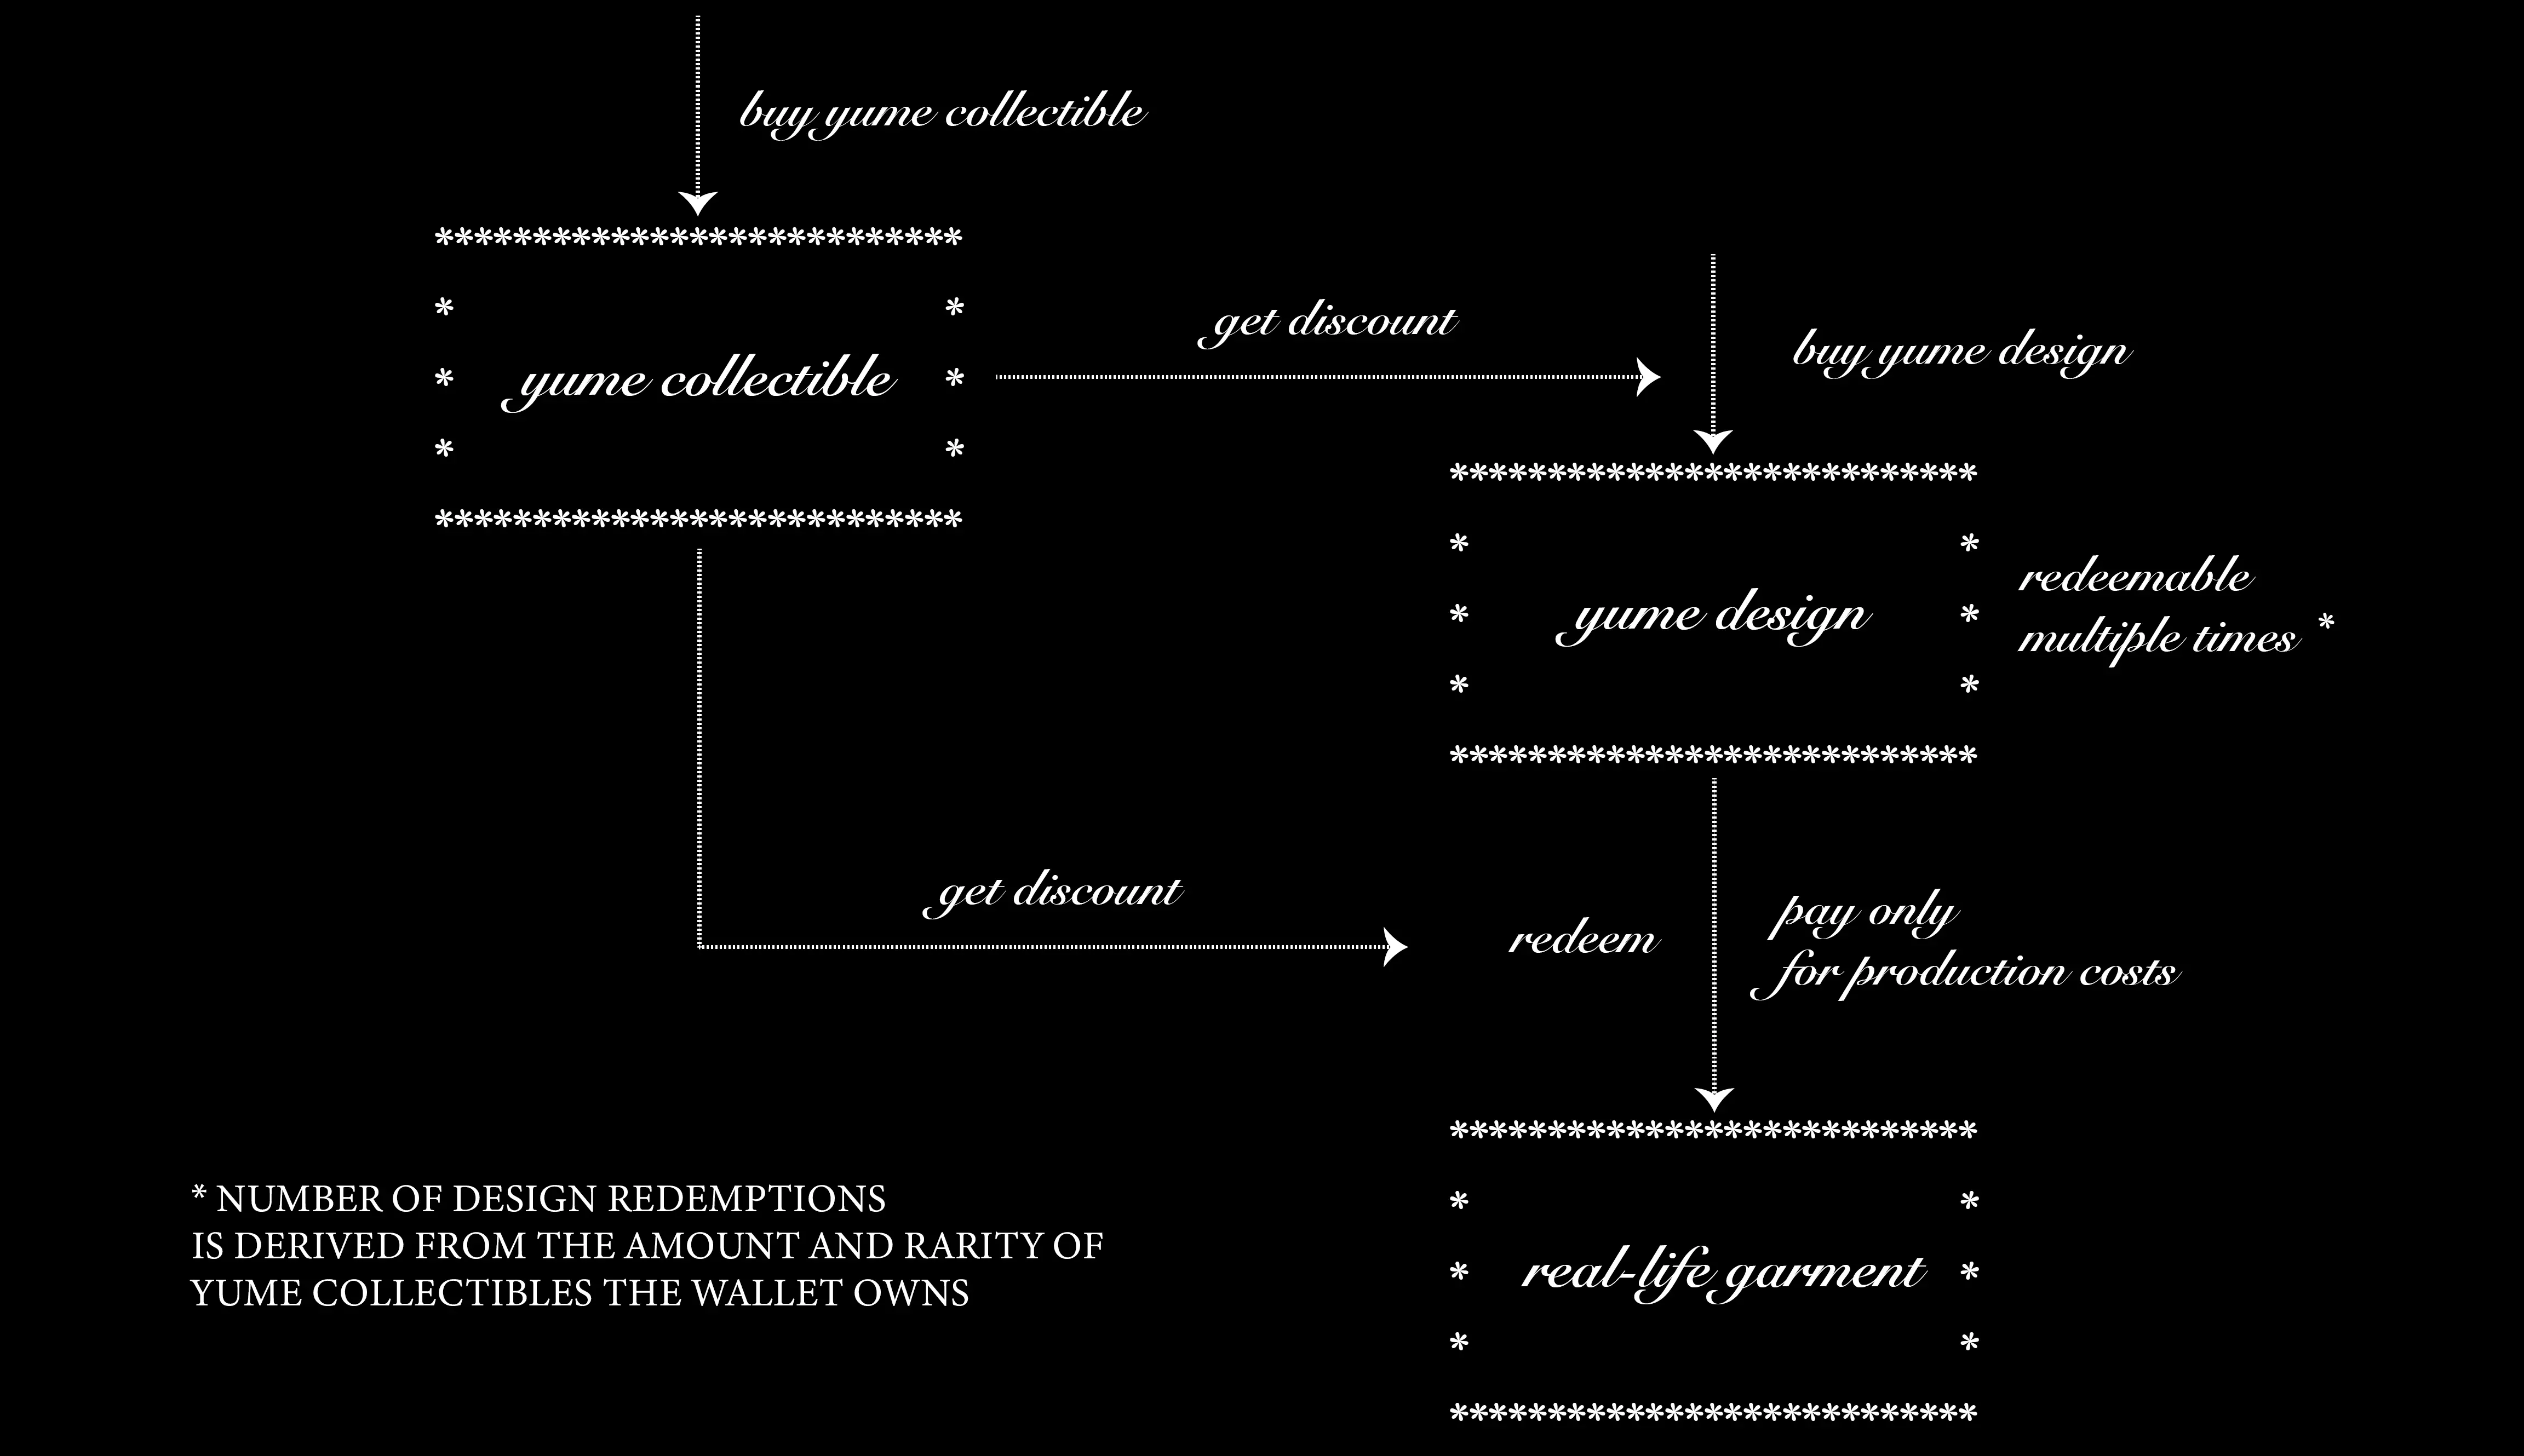 buy yume collectible
yume collectible
get discount
buy yume design
yume design
redeemable
multiple times *
get discount
redeem
pay only
for production costs
real-life garment
* NUMBER OF DESIGN REDEMPTIONS
IS DERIVED FROM THE AMOUNT AND RARITY OF
YUME COLLECTIBLES THE WALLET OWNS